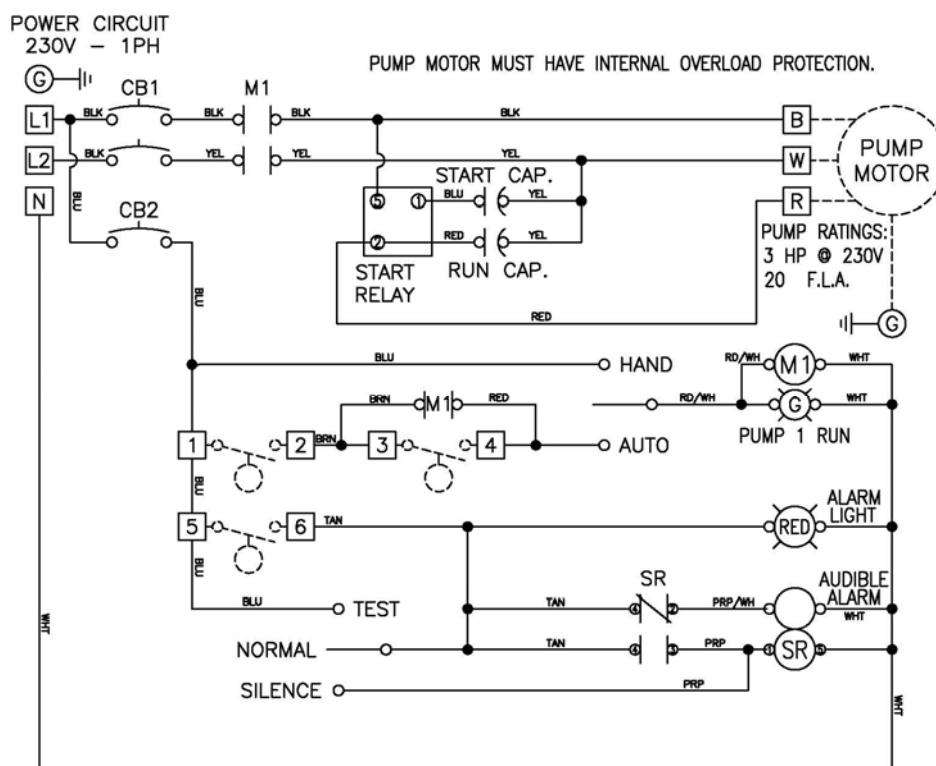 POWER CIRCUIT
230V - 1PH
PUMP MOTOR MUST HAVE INTERNAL OVERLOAD PROTECTION.
G
CB1
M1
L1
BLK
BLK
BLK
BLK
B
L2
BLK
YEL
YEL
YEL
W
PUMP
MOTOR
N
BLU
START CAP.
5
1
BLU
YEL
R
CB2
2
RED
YEL
START
RELAY
RUN CAP.
PUMP RATINGS:
3 HP @ 230V
20 F.L.A.
BLU
RED
G
BLU
HAND
RD/WH
M1
WHT
BRN
M1
RED
RD/WH
G
WHT
PUMP 1 RUN
1
2
BRN
3
4
AUTO
BLU
5
6
TAN
RED
ALARM
LIGHT
BLU
BLU
TEST
SR
TAN
4
2
PRP/WH
AUDIBLE
ALARM
WHT
WHT
NORMAL
TAN
4
3
PRP
1
SR
5
SILENCE
PRP
WHT